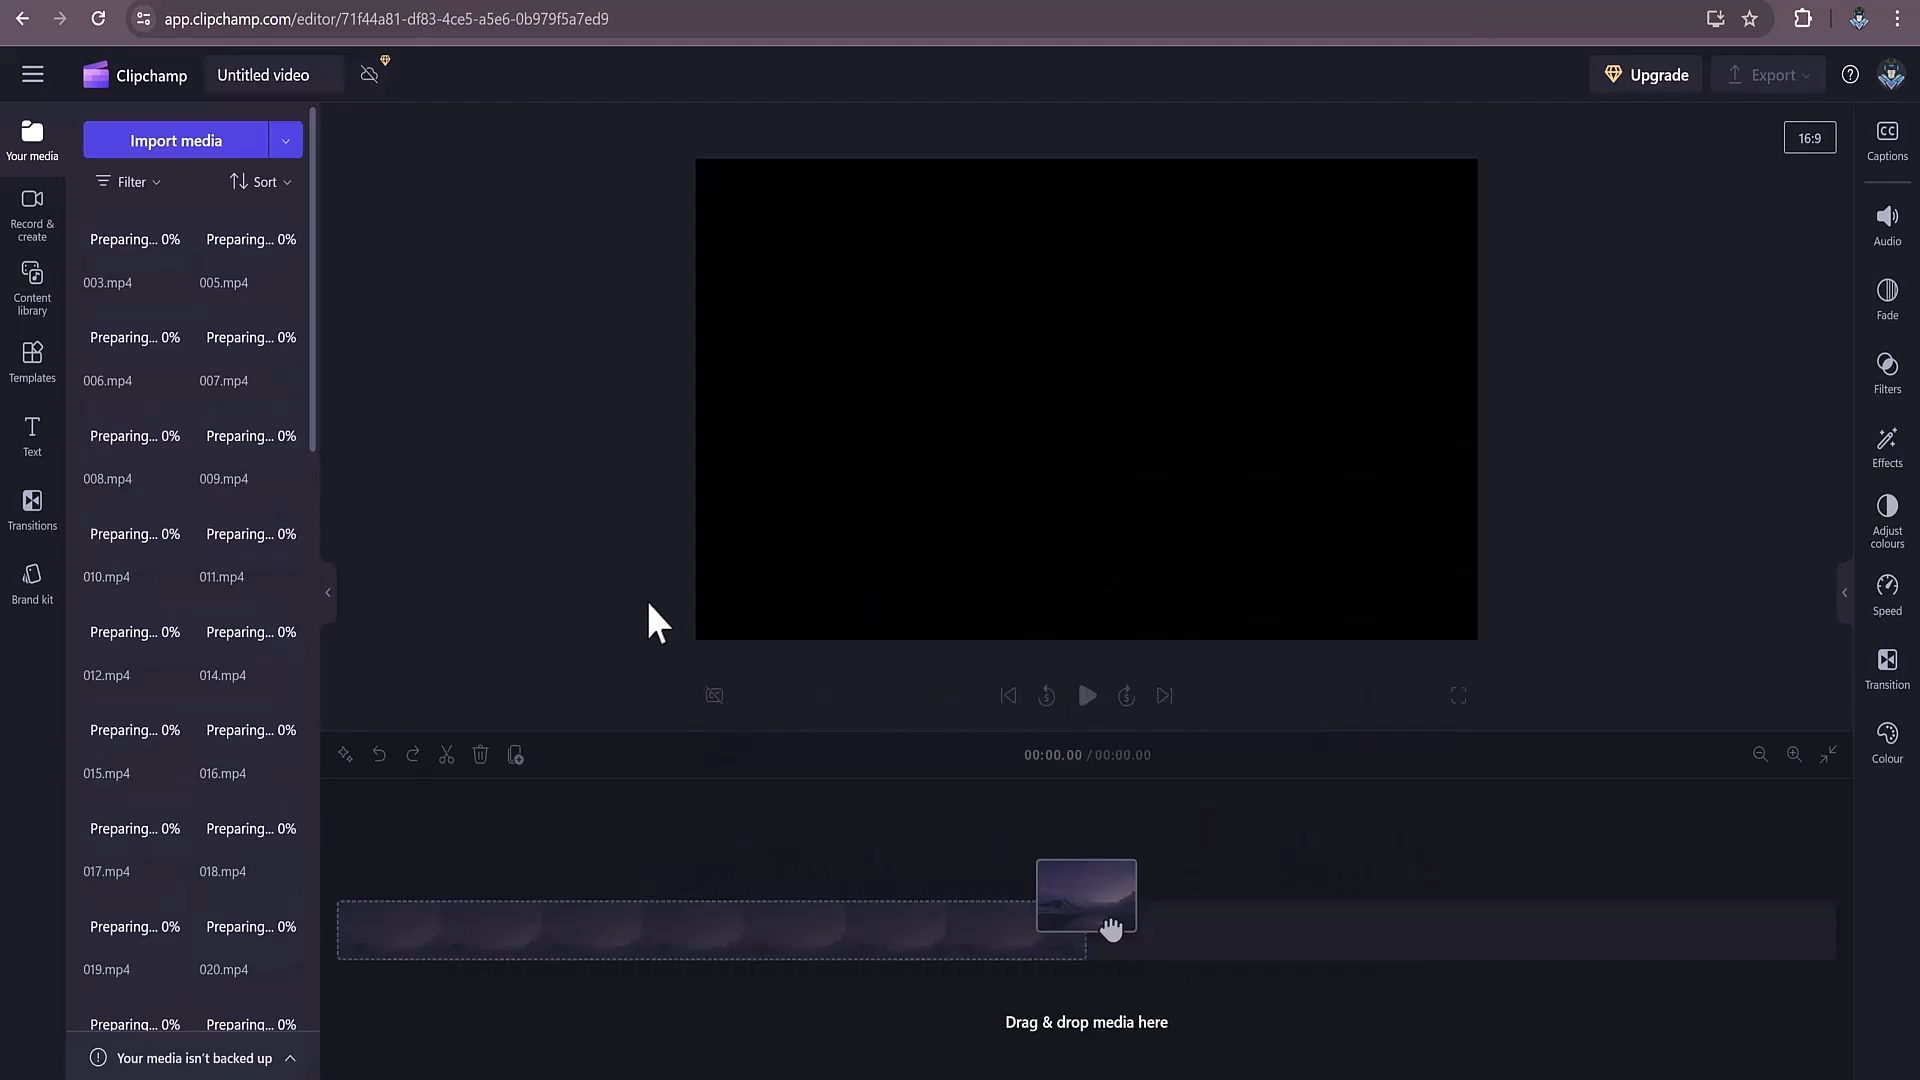 app.clipchamp.com/editor/71f44a81-df83-4ce5-a5e6-0b979f5a7ed9
Clipchamp
Untitled video
Upgrade
Export
Your media
Record & create
Content library
Templates
Text
Transitions
Brand kit
Import media
Filter
Sort
Preparing... 0% Preparing... 0%
003.mp4 005.mp4
Preparing... 0% Preparing... 0%
006.mp4 007.mp4
Preparing... 0% Preparing... 0%
008.mp4 009.mp4
Preparing... 0% Preparing... 0%
010.mp4 011.mp4
Preparing... 0% Preparing... 0%
012.mp4 014.mp4
Preparing... 0% Preparing... 0%
015.mp4 016.mp4
Preparing... 0% Preparing... 0%
017.mp4 018.mp4
Preparing... 0% Preparing... 0%
019.mp4 020.mp4
Preparing... 0% Preparing... 0%
Your media isn't backed up
16:9
5
5
00:00.00 / 00:00.00
Drag & drop media here
CC
Captions
Audio
Fade
Filters
Effects
Adjust colours
Speed
Transition
Colour